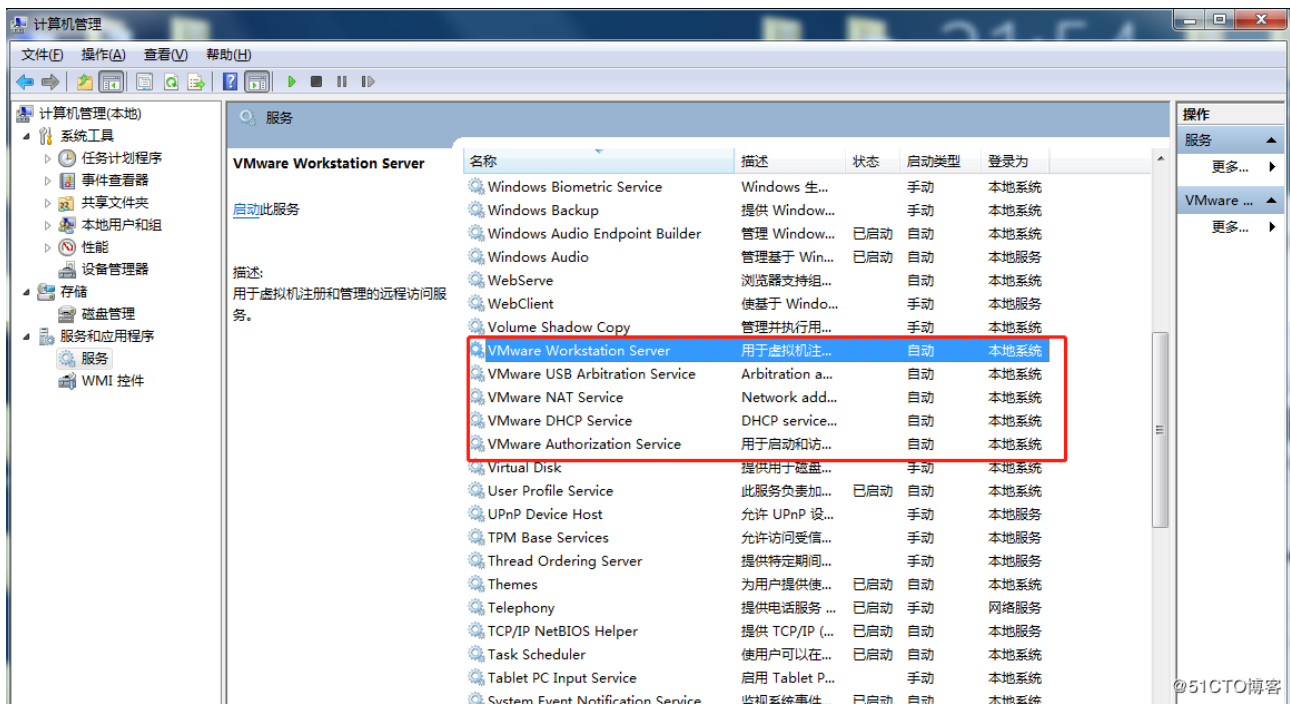 计算机管理
文件(F) 操作(A) 查看(V) 帮助(H)
计算机管理(本地)
系统工具
任务计划程序
事件查看器
共享文件夹
本地用户和组
性能
设备管理器
存储
磁盘管理
服务和应用程序
服务
WMI 控件
服务
VMware Workstation Server
启动此服务
描述:
用于虚拟机注册和管理的远程访问服
务。
名称 描述 状态 启动类型 登录为
Windows Biometric Service Windows 生... 手动 本地系统
Windows Backup 提供 Window... 手动 本地系统
Windows Audio Endpoint Builder 管理 Window... 已启动 自动 本地系统
Windows Audio 管理基于 Win... 已启动 自动 本地服务
WebServe 浏览器支持组... 自动 本地系统
WebClient 使基于 Windo... 手动 本地服务
Volume Shadow Copy 管理并执行用... 手动 本地系统
VMware Workstation Server 用于虚拟机注... 自动 本地系统
VMware USB Arbitration Service Arbitration a... 自动 本地系统
VMware NAT Service Network add... 自动 本地系统
VMware DHCP Service DHCP service... 自动 本地系统
VMware Authorization Service 用于启动和访... 自动 本地系统
Virtual Disk 提供用于磁盘... 手动 本地系统
User Profile Service 此服务负责加... 已启动 自动 本地系统
UPnP Device Host 允许 UPnP 设... 手动 本地服务
TPM Base Services 允许访问受信... 手动 本地服务
Thread Ordering Server 提供特定期间... 手动 本地服务
Themes 为用户提供使... 已启动 自动 本地系统
Telephony 提供电话服务 ... 已启动 手动 网络服务
TCP/IP NetBIOS Helper 提供 TCP/IP (... 已启动 自动 本地服务
Task Scheduler 使用户可以在... 已启动 自动 本地系统
Tablet PC Input Service 启用 Tablet P... 手动 本地系统
System Event Notification Service 监视系统事件... 已启动 自动 本地系统
操作
服务
更多...
VMware ...
更多...
@51CTO博客